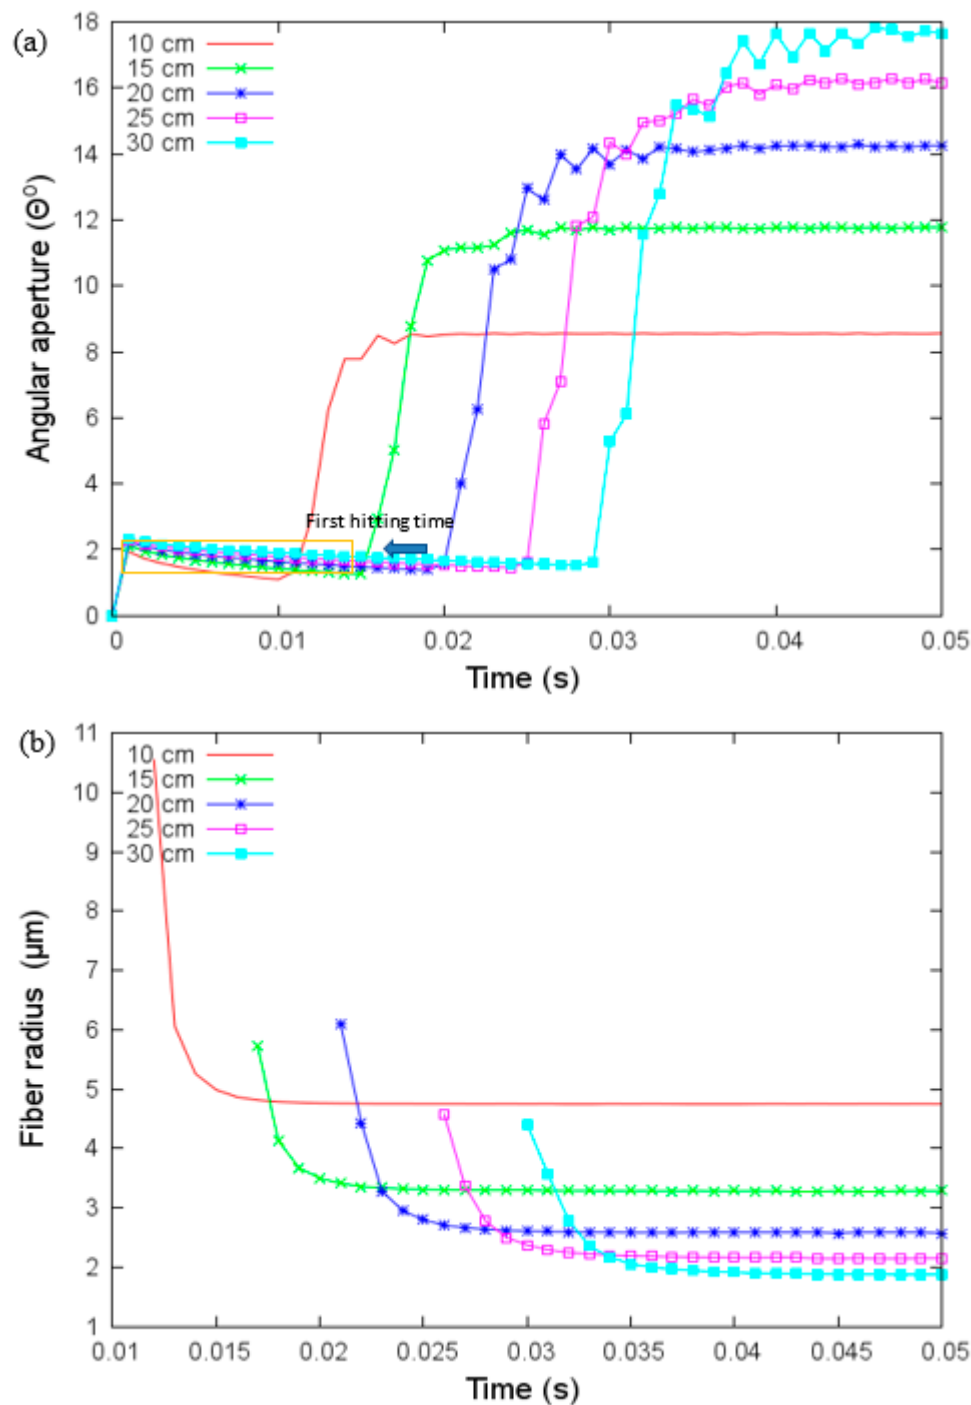 (a)
18
16
14
12
10
8
6
4
2
0
10 cm
15 cm
20 cm
25 cm
30 cm
Angular aperture (Θ⁰)
First hitting time
0 0.01 0.02 0.03 0.04 0.05
Time (s)
(b)
11
10
9
8
7
6
5
4
3
2
1
10 cm
15 cm
20 cm
25 cm
30 cm
Fiber radius (μm)
0.01 0.015 0.02 0.025 0.03 0.035 0.04 0.045 0.05
Time (s)